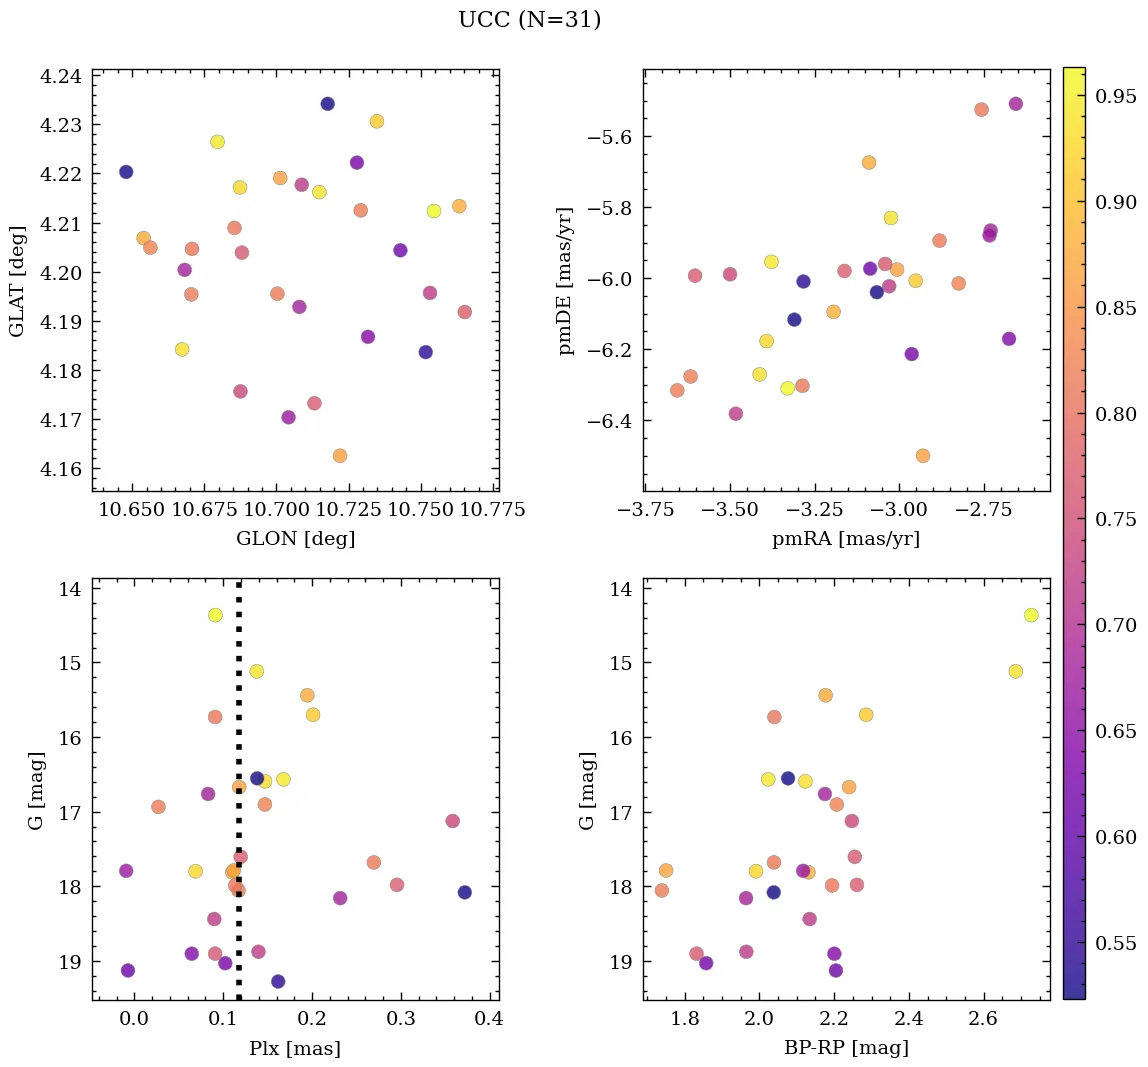 UCC (N=31)
4.24
4.23
4.22
4.21
4.20
4.19
4.18
4.17
4.16
GLAT [deg]
10.650 10.675 10.700 10.725 10.750 10.775
GLON [deg]
−5.6
−5.8
−6.0
−6.2
−6.4
pmDE [mas/yr]
−3.75 −3.50 −3.25 −3.00 −2.75
pmRA [mas/yr]
14
15
16
17
18
19
G [mag]
0.0 0.1 0.2 0.3 0.4
Plx [mas]
14
15
16
17
18
19
G [mag]
1.8 2.0 2.2 2.4 2.6
BP-RP [mag]
0.95
0.90
0.85
0.80
0.75
0.70
0.65
0.60
0.55